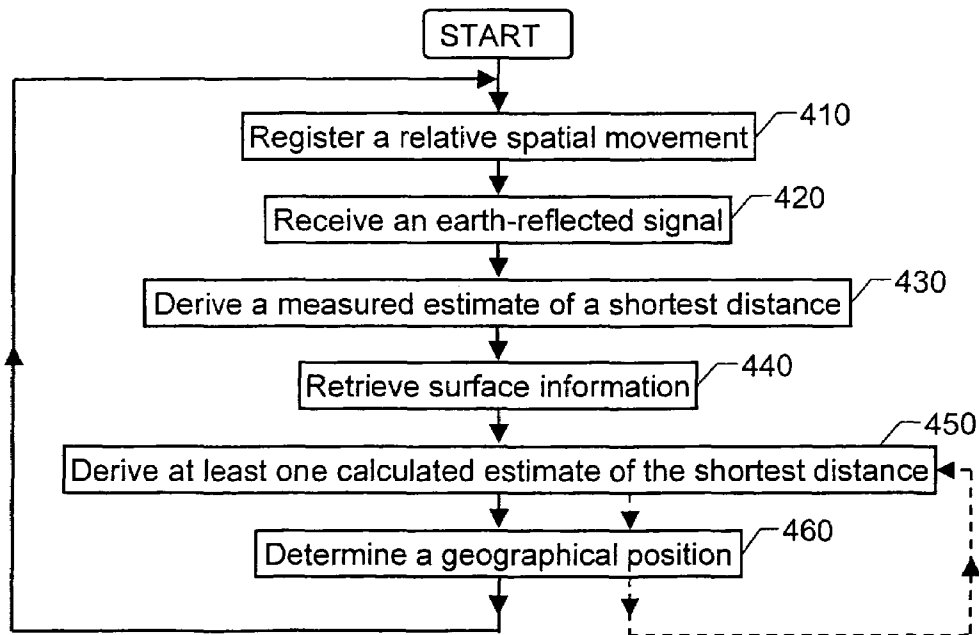 START
410
Register a relative spatial movement
420
Receive an earth-reflected signal
430
Derive a measured estimate of a shortest distance
440
Retrieve surface information
450
Derive at least one calculated estimate of the shortest distance
460
Determine a geographical position